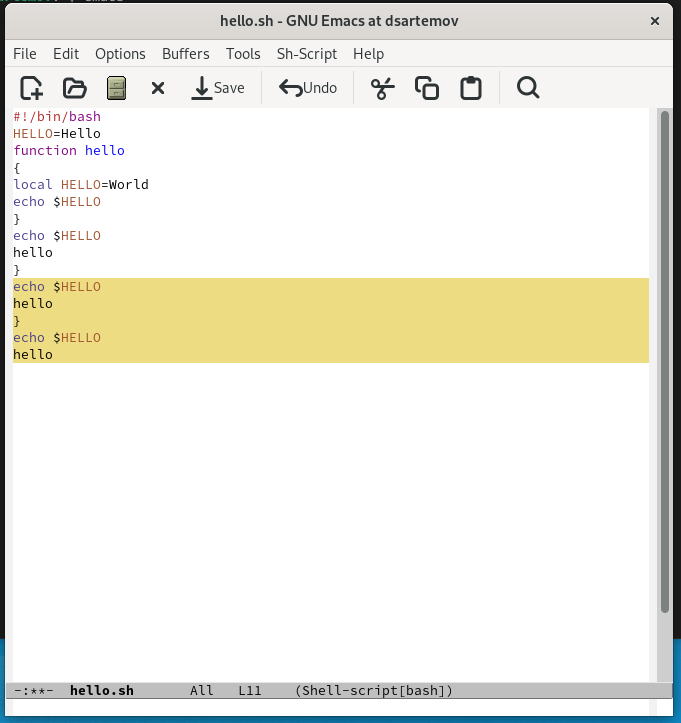 hello.sh - GNU Emacs at dsartemov
File Edit Options Buffers Tools Sh-Script Help
Save Undo
#!/bin/bash
HELLO=Hello
function hello
{
local HELLO=World
echo $HELLO
}
echo $HELLO
hello
}
echo $HELLO
hello
}
echo $HELLO
hello
-:**- hello.sh All L11 (Shell-script[bash])